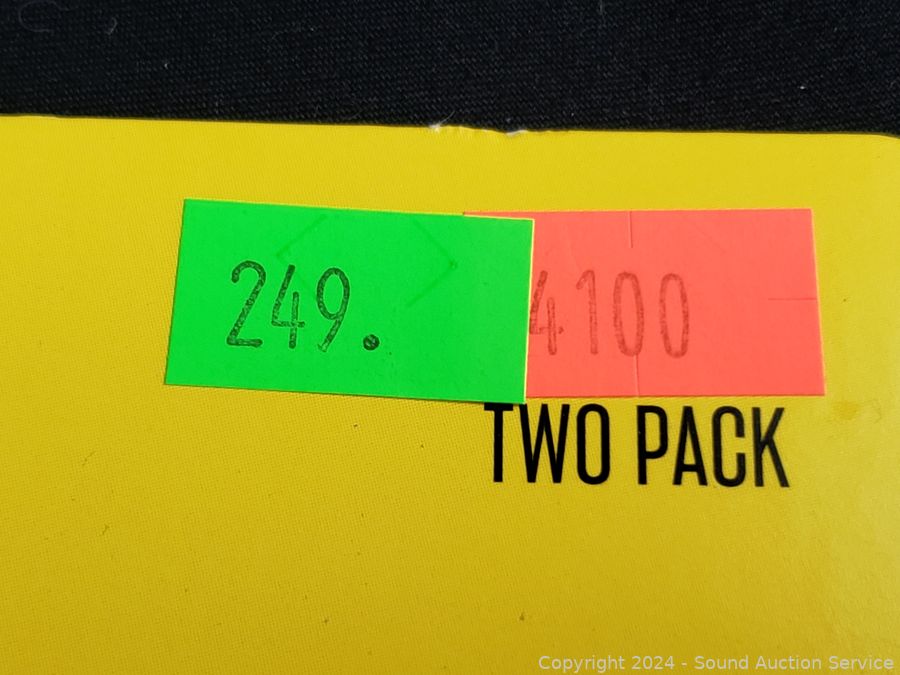 249.
4100
TWO PACK
Copyright 2024 - Sound Auction Service